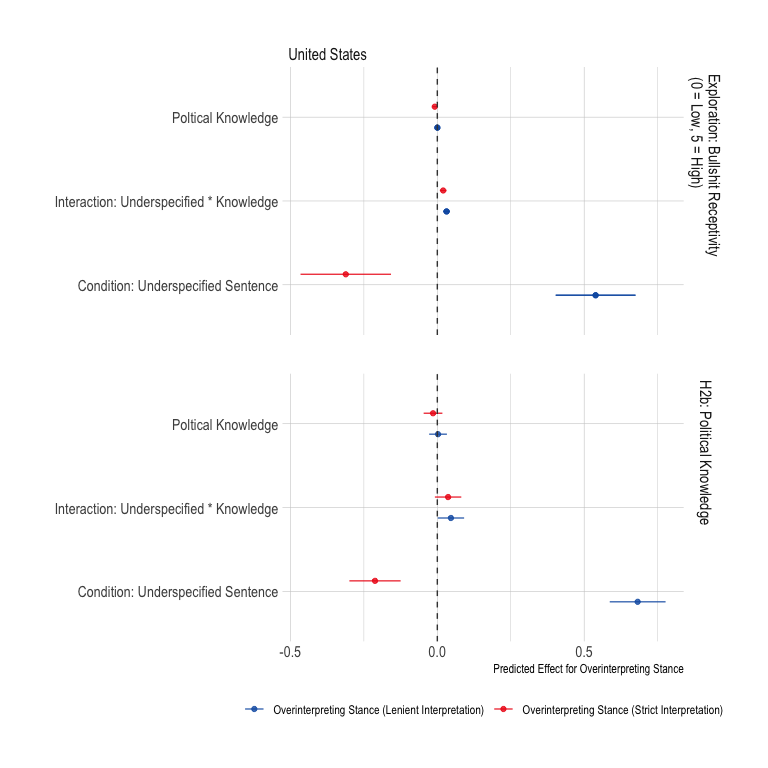 United States
Poltical Knowledge
Interaction: Underspecified * Knowledge
Condition: Underspecified Sentence
Exploration: Bullshit Receptivity
(0 = Low, 5 = High)
Poltical Knowledge
Interaction: Underspecified * Knowledge
Condition: Underspecified Sentence
H2b: Political Knowledge
-0.5 0.0 0.5
Predicted Effect for Overinterpreting Stance
Overinterpreting Stance (Lenient Interpretation) Overinterpreting Stance (Strict Interpretation)